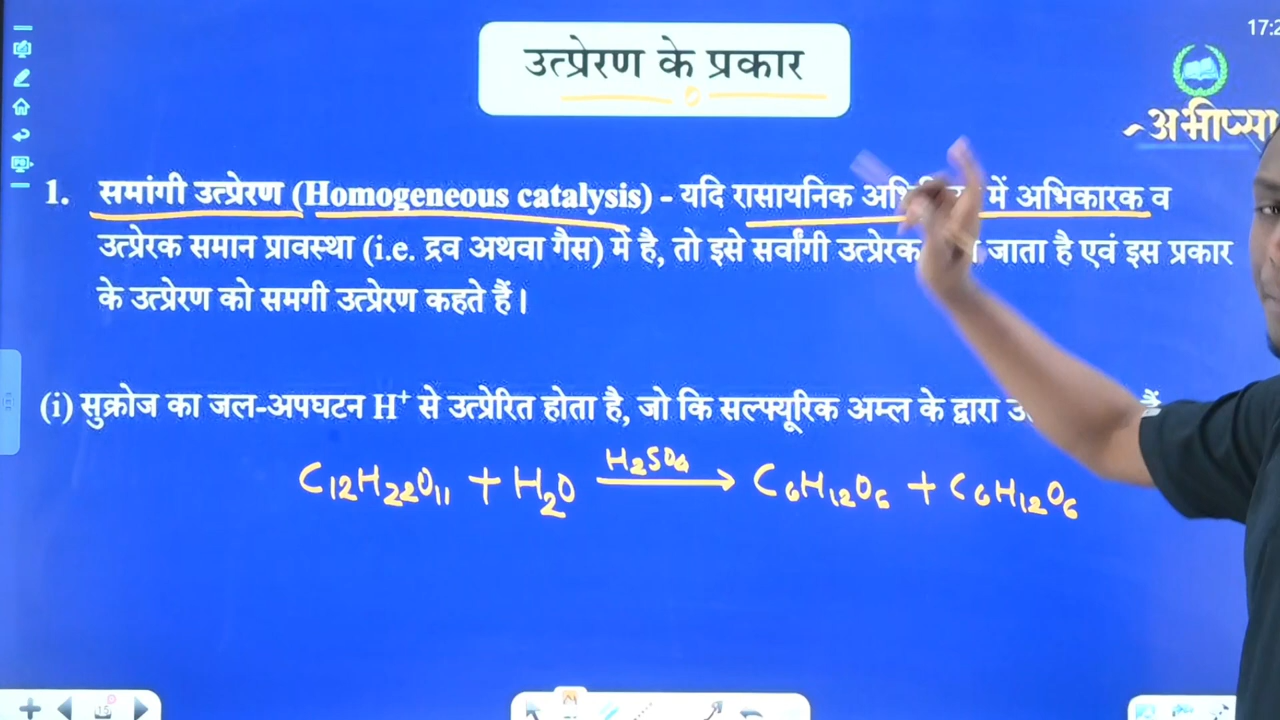 17:2
उत्प्रेरण के प्रकार
अभीप्सा
1. समांगी उत्प्रेरण (Homogeneous catalysis) - यदि रासायनिक में अभिकारक व
उत्प्रेरक समान प्रावस्था (i.e. द्रव अथवा गैस) में है, तो इसे सर्वांगी उत्प्रेरक जाता है एवं इस प्रकार
के उत्प्रेरण को समगी उत्प्रेरण कहते हैं।
(i) सुक्रोज का जल-अपघटन H⁺ से उत्प्रेरित होता है, जो कि सल्फ्यूरिक अम्ल के द्वारा
H₂SO₄
C₁₂H₂₂O₁₁ + H₂O → C₆H₁₂O₆ + C₆H₁₂O₆
15